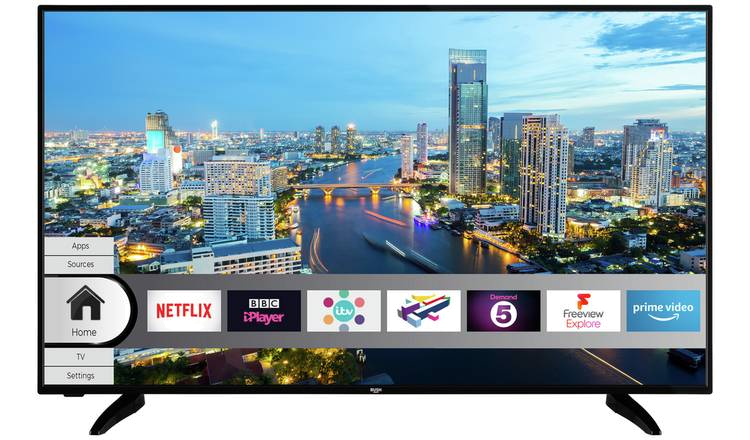 Apps
Sources
Home
TV
Settings
NETFLIX
BBC
iPlayer
itv
Demand
5
Freeview
Explore
prime video
BUSH